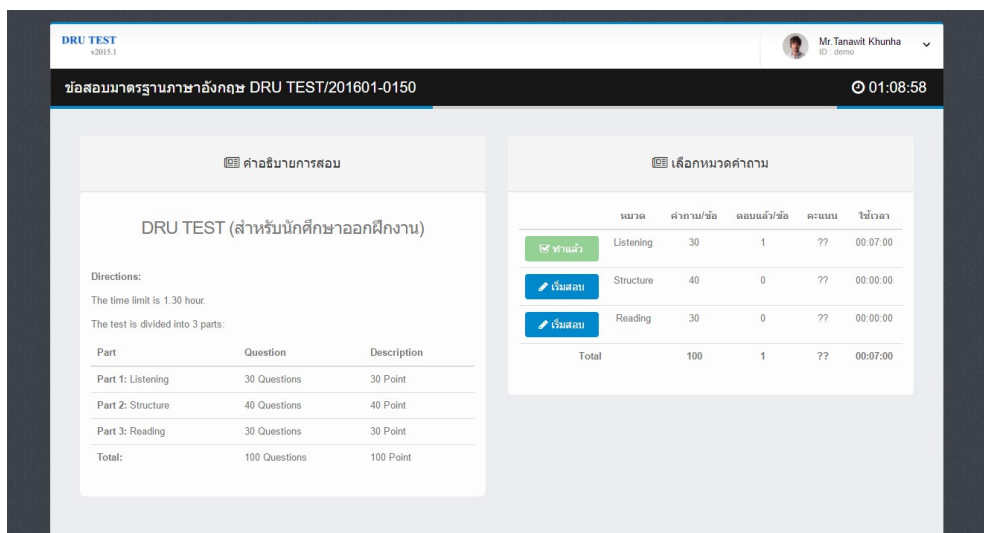 DRU TEST
v2015.1
Mr.Tanawit Khunha
ID : demo
ข้อสอบมาตรฐานภาษาอังกฤษ DRU TEST/201601-0150
01:08:58
คำอธิบายการสอบ
DRU TEST (สำหรับนักศึกษาออกฝึกงาน)
Directions:
The time limit is 1.30 hour.
The test is divided into 3 parts:
Part Question Description
Part 1: Listening 30 Questions 30 Point
Part 2: Structure 40 Questions 40 Point
Part 3: Reading 30 Questions 30 Point
Total: 100 Questions 100 Point
เลือกหมวดคำถาม
หมวด คำถาม/ข้อ ตอบแล้ว/ข้อ คะแนน ใช้เวลา
ทำแล้ว Listening 30 1 ?? 00:07:00
เริ่มสอบ Structure 40 0 ?? 00:00:00
เริ่มสอบ Reading 30 0 ?? 00:00:00
Total 100 1 ?? 00:07:00